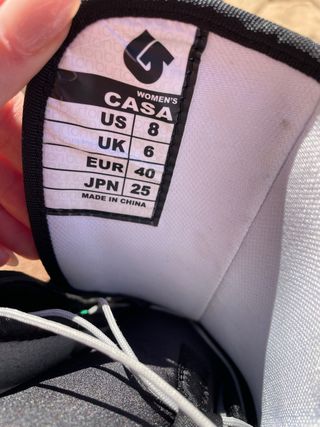 WOMEN'S
CASA
US 8
UK 6
EUR 40
JPN 25
MADE IN CHINA